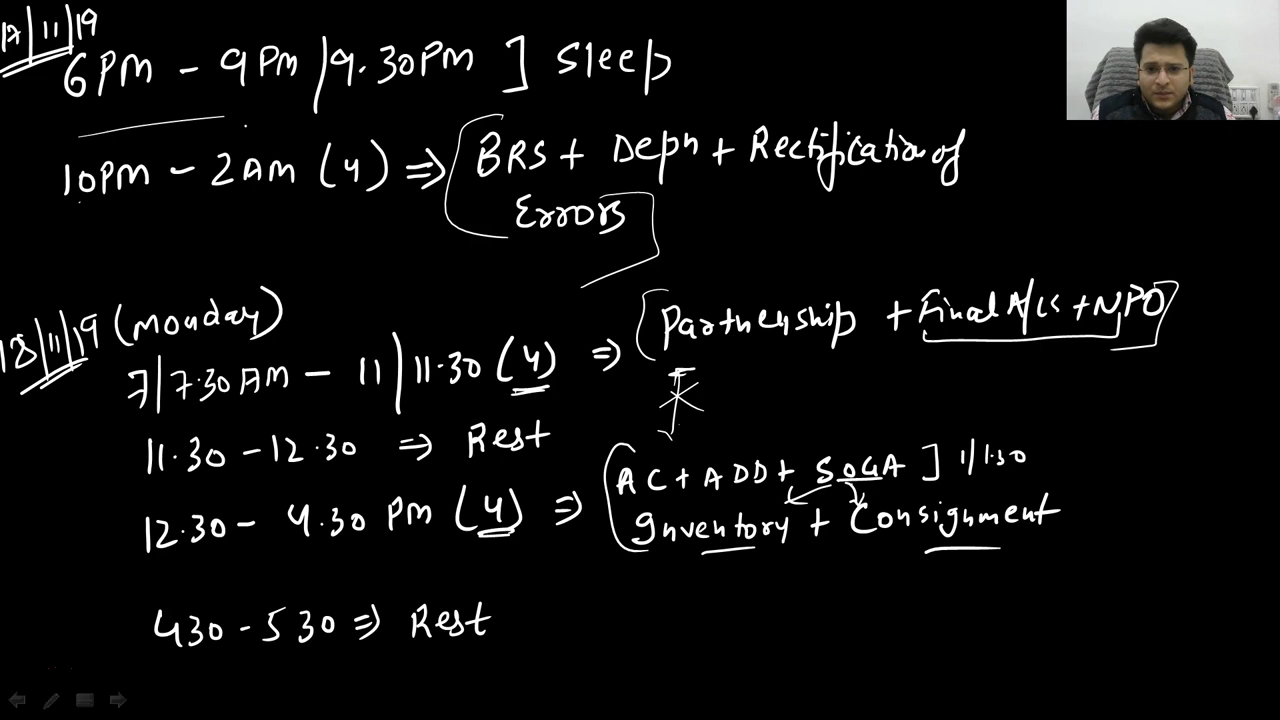 17/11/19
6PM - 9PM/9.30PM ] Sleep
10PM - 2AM (4) ⇒ BRS + Depn + Rectification of
Errors
18/11/19 (Monday)
7/7.30AM - 11/11.30 (4) ⇒ Partnership + Final A/cs + NPO
11.30-12.30 ⇒ Rest
12.30 - 4.30 PM (4) ⇒ AC + ADD + SOGA ] 1/1.30
Inventory + Consignment
430 - 530 ⇒ Rest